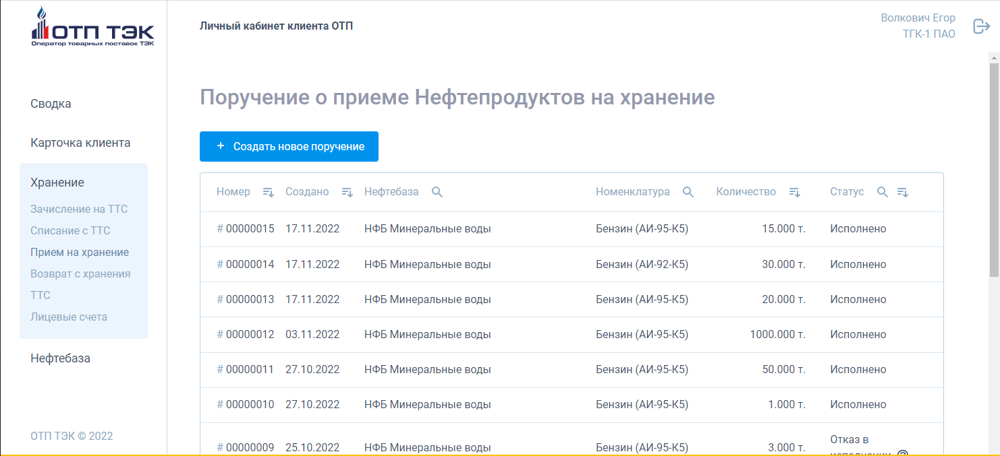 ОТП ТЭК
Оператор товарных поставок ТЭК
Личный кабинет клиента ОТП
Волкович Егор
ТГК-1 ПАО
Сводка
Карточка клиента
Хранение
Зачисление на ТТС
Списание с ТТС
Прием на хранение
Возврат с хранения
ТТС
Лицевые счета
Нефтебаза
ОТП ТЭК © 2022
Поручение о приеме Нефтепродуктов на хранение
+ Создать новое поручение
Номер Создано Нефтебаза Номенклатура Количество Статус
# 00000015 17.11.2022 НФБ Минеральные воды Бензин (АИ-95-К5) 15.000 т. Исполнено
# 00000014 17.11.2022 НФБ Минеральные воды Бензин (АИ-92-К5) 30.000 т. Исполнено
# 00000013 17.11.2022 НФБ Минеральные воды Бензин (АИ-95-К5) 20.000 т. Исполнено
# 00000012 03.11.2022 НФБ Минеральные воды Бензин (АИ-95-К5) 1000.000 т. Исполнено
# 00000011 27.10.2022 НФБ Минеральные воды Бензин (АИ-95-К5) 50.000 т. Исполнено
# 00000010 27.10.2022 НФБ Минеральные воды Бензин (АИ-95-К5) 1.000 т. Исполнено
# 00000009 25.10.2022 НФБ Минеральные воды Бензин (АИ-95-К5) 3.000 т. Отказ в
исполнении